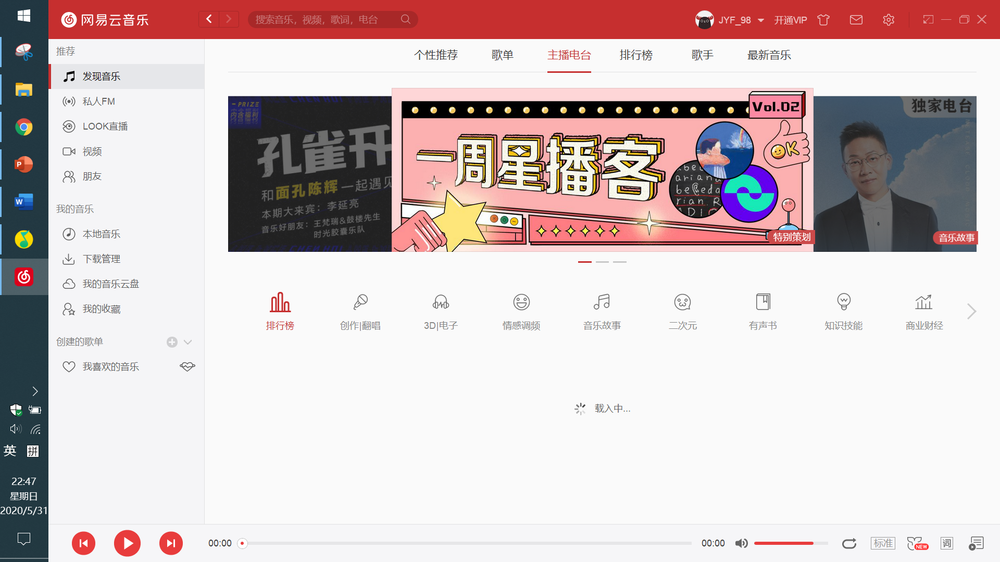 网易云音乐
搜索音乐，视频，歌词，电台
JYF_98
开通VIP
推荐
发现音乐
私人FM
LOOK直播
视频
朋友
我的音乐
本地音乐
下载管理
我的音乐云盘
我的收藏
创建的歌单
我喜欢的音乐
个性推荐
歌单
主播电台
排行榜
歌手
最新音乐
PRIZE
内含福利
孔雀开
和面孔陈辉一起遇见
本期大来宾：李延亮
音乐好朋友：王梵瑞&鼓楼先生
时光胶囊乐队
Vol.02
一周星播客
OK
特别策划
独家电台
音乐故事
排行榜
创作|翻唱
3D|电子
情感调频
音乐故事
二次元
有声书
知识技能
商业财经
载入中...
英
拼
22:47
星期日
2020/5/31
00:00
00:00
标准
NEW
词